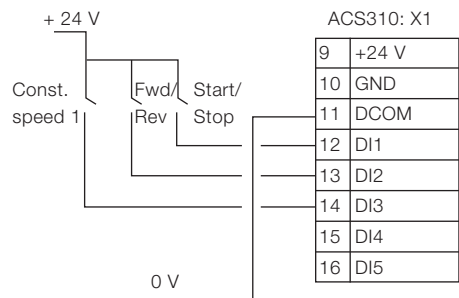 + 24 V
ACS310: X1
9 +24 V
10 GND
11 DCOM
12 DI1
13 DI2
14 DI3
15 DI4
16 DI5
Const.
speed 1
Fwd/
Rev
Start/
Stop
0 V